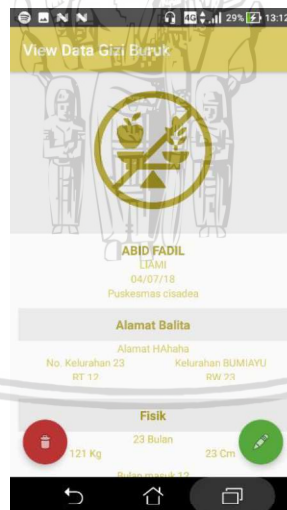 4G 29% 13:12
View Data Gizi Buruk
ABID FADIL
LIAMI
04/07/18
Puskesmas cisadea
Alamat Balita
Alamat HAhaha
No. Kelurahan 23 Kelurahan BUMIAYU
RT 12 RW 23
Fisik
23 Bulan
121 Kg 23 Cm
Bulan masuk 12